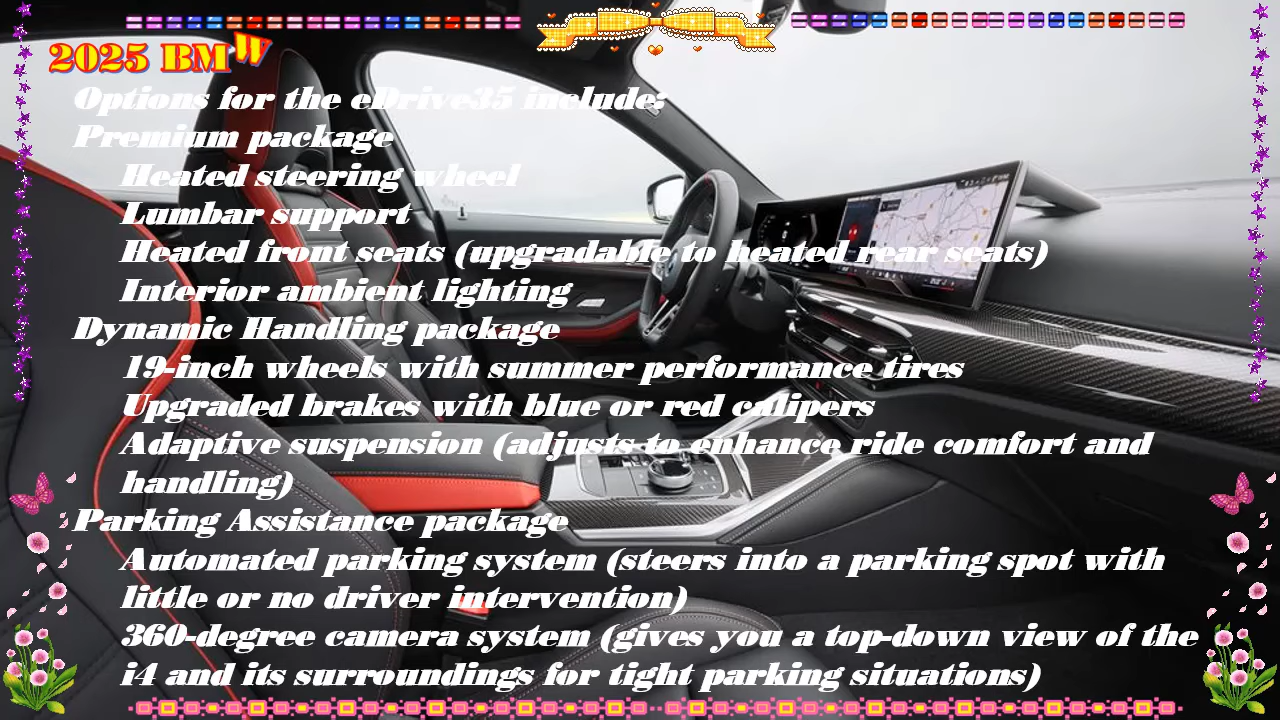 2025 BMW
Options for the eDrive35 include:
Premium package
Heated steering wheel
Lumbar support
Heated front seats (upgradable to heated rear seats)
Interior ambient lighting
Dynamic Handling package
19-inch wheels with summer performance tires
Upgraded brakes with blue or red calipers
Adaptive suspension (adjusts to enhance ride comfort and
handling)
Parking Assistance package
Automated parking system (steers into a parking spot with
little or no driver intervention)
360-degree camera system (gives you a top-down view of the
i4 and its surroundings for tight parking situations)